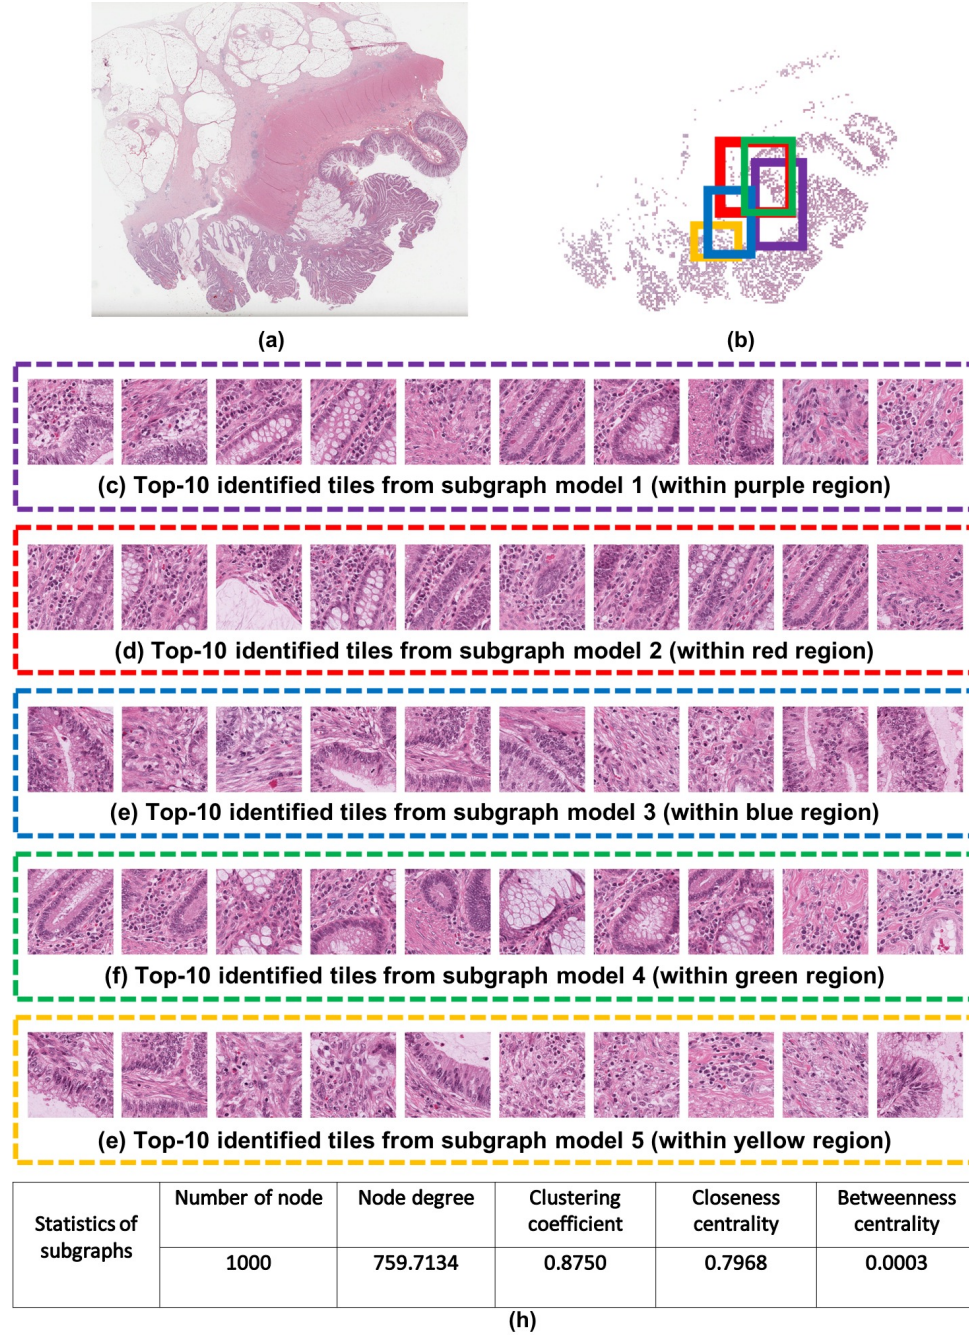 (a)
(b)
(c) Top-10 identified tiles from subgraph model 1 (within purple region)
(d) Top-10 identified tiles from subgraph model 2 (within red region)
(e) Top-10 identified tiles from subgraph model 3 (within blue region)
(f) Top-10 identified tiles from subgraph model 4 (within green region)
(e) Top-10 identified tiles from subgraph model 5 (within yellow region)
Statistics of subgraphs
Number of node
Node degree
Clustering coefficient
Closeness centrality
Betweenness centrality
1000
759.7134
0.8750
0.7968
0.0003
(h)